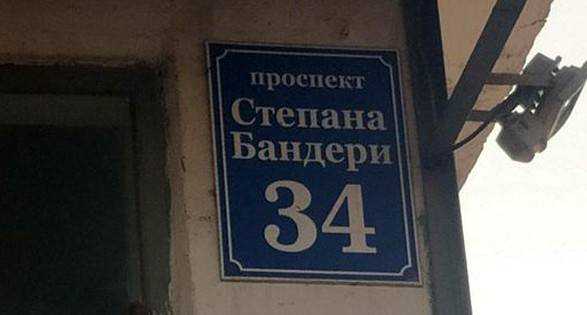 проспект
Степана
Бандери
34